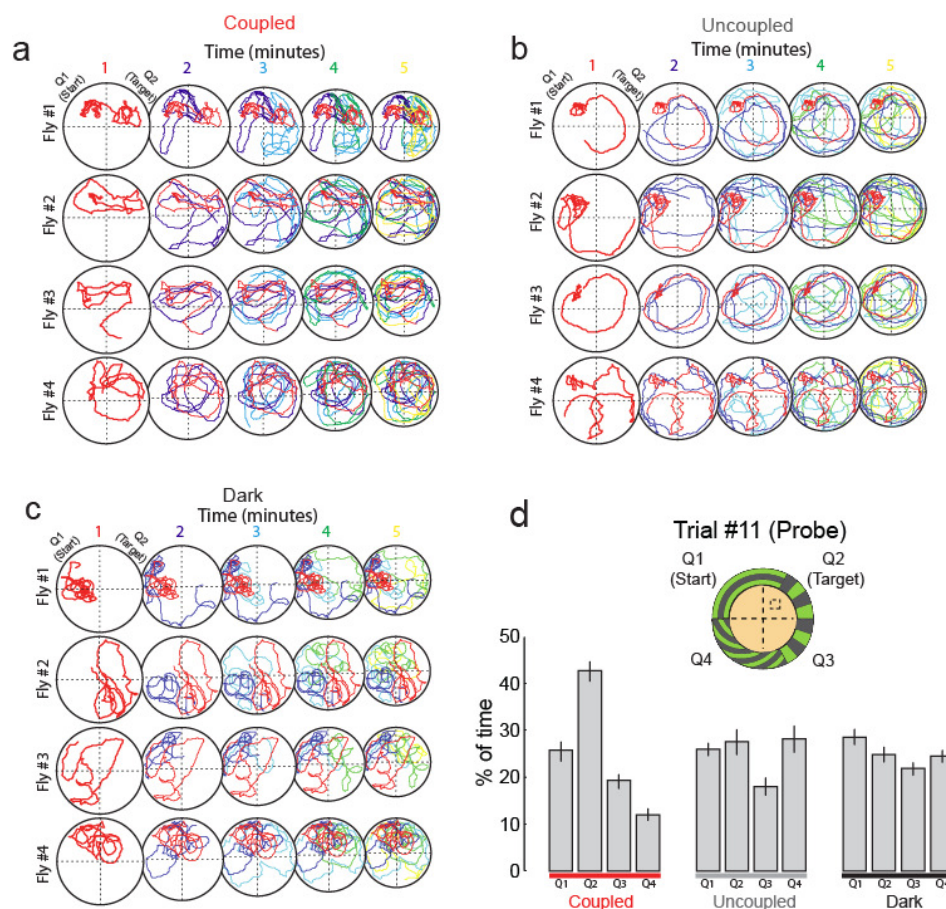 a
Coupled
Time (minutes)
Q1
(Start)
1
Q2
(Target)
2
3
4
5
Fly #1
Fly #2
Fly #3
Fly #4
b
Uncoupled
Time (minutes)
Q1
(Start)
1
Q2
(Target)
2
3
4
5
Fly #1
Fly #2
Fly #3
Fly #4
c
Dark
Time (minutes)
Q1
(Start)
1
Q2
(Target)
2
3
4
5
Fly #1
Fly #2
Fly #3
Fly #4
d
Trial #11 (Probe)
Q1
(Start)
Q2
(Target)
Q4
Q3
% of time
50
40
30
20
10
0
Q1 Q2 Q3 Q4 Q1 Q2 Q3 Q4 Q1 Q2 Q3
Coupled Uncoupled Dark